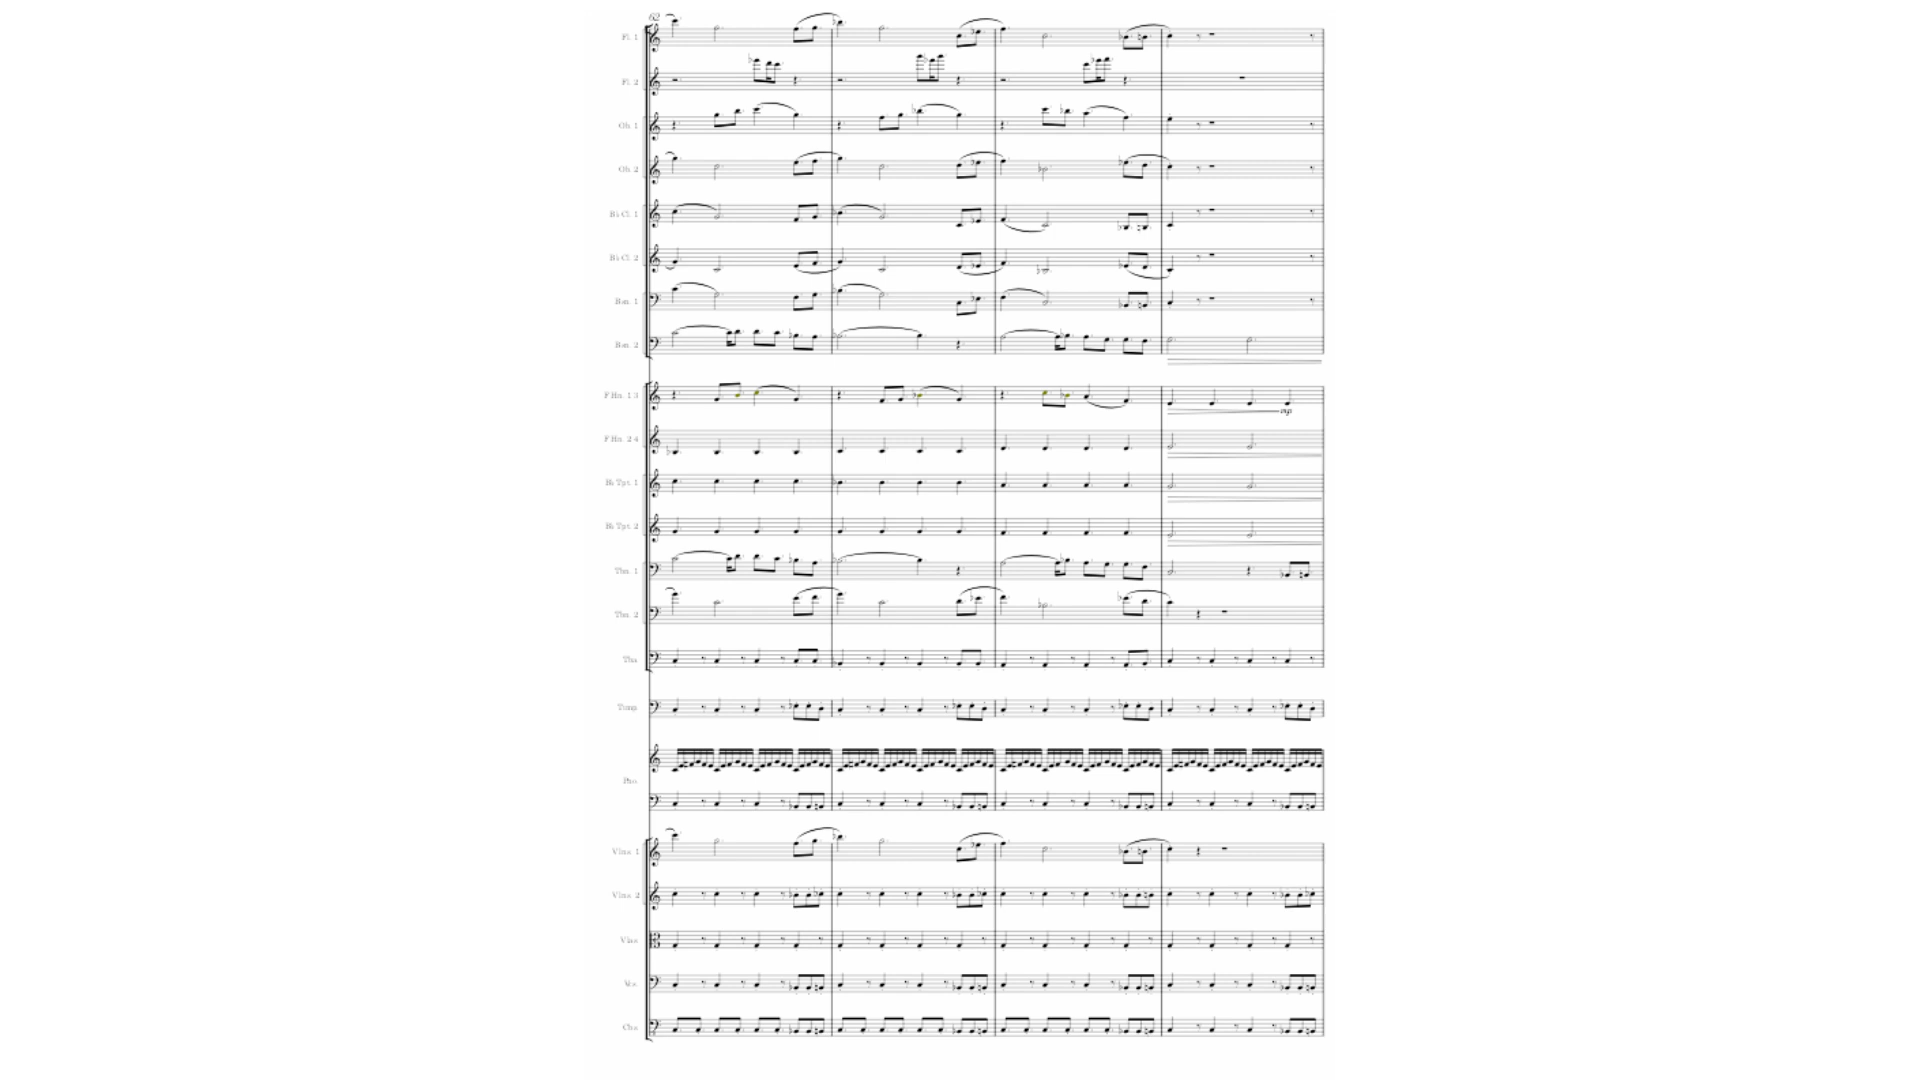 62
Fl. 1
Fl. 2
Ob. 1
Ob. 2
B♭ Cl. 1
B♭ Cl. 2
Bsn. 1
Bsn. 2
F Hn. 1 3
mp
F Hn. 2 4
B♭ Tpt. 1
B♭ Tpt. 2
Tbn. 1
Tbn. 2
Tba
Timp.
Pno.
Vlns. 1
Vlns. 2
Vlas
Vcs.
Cbs